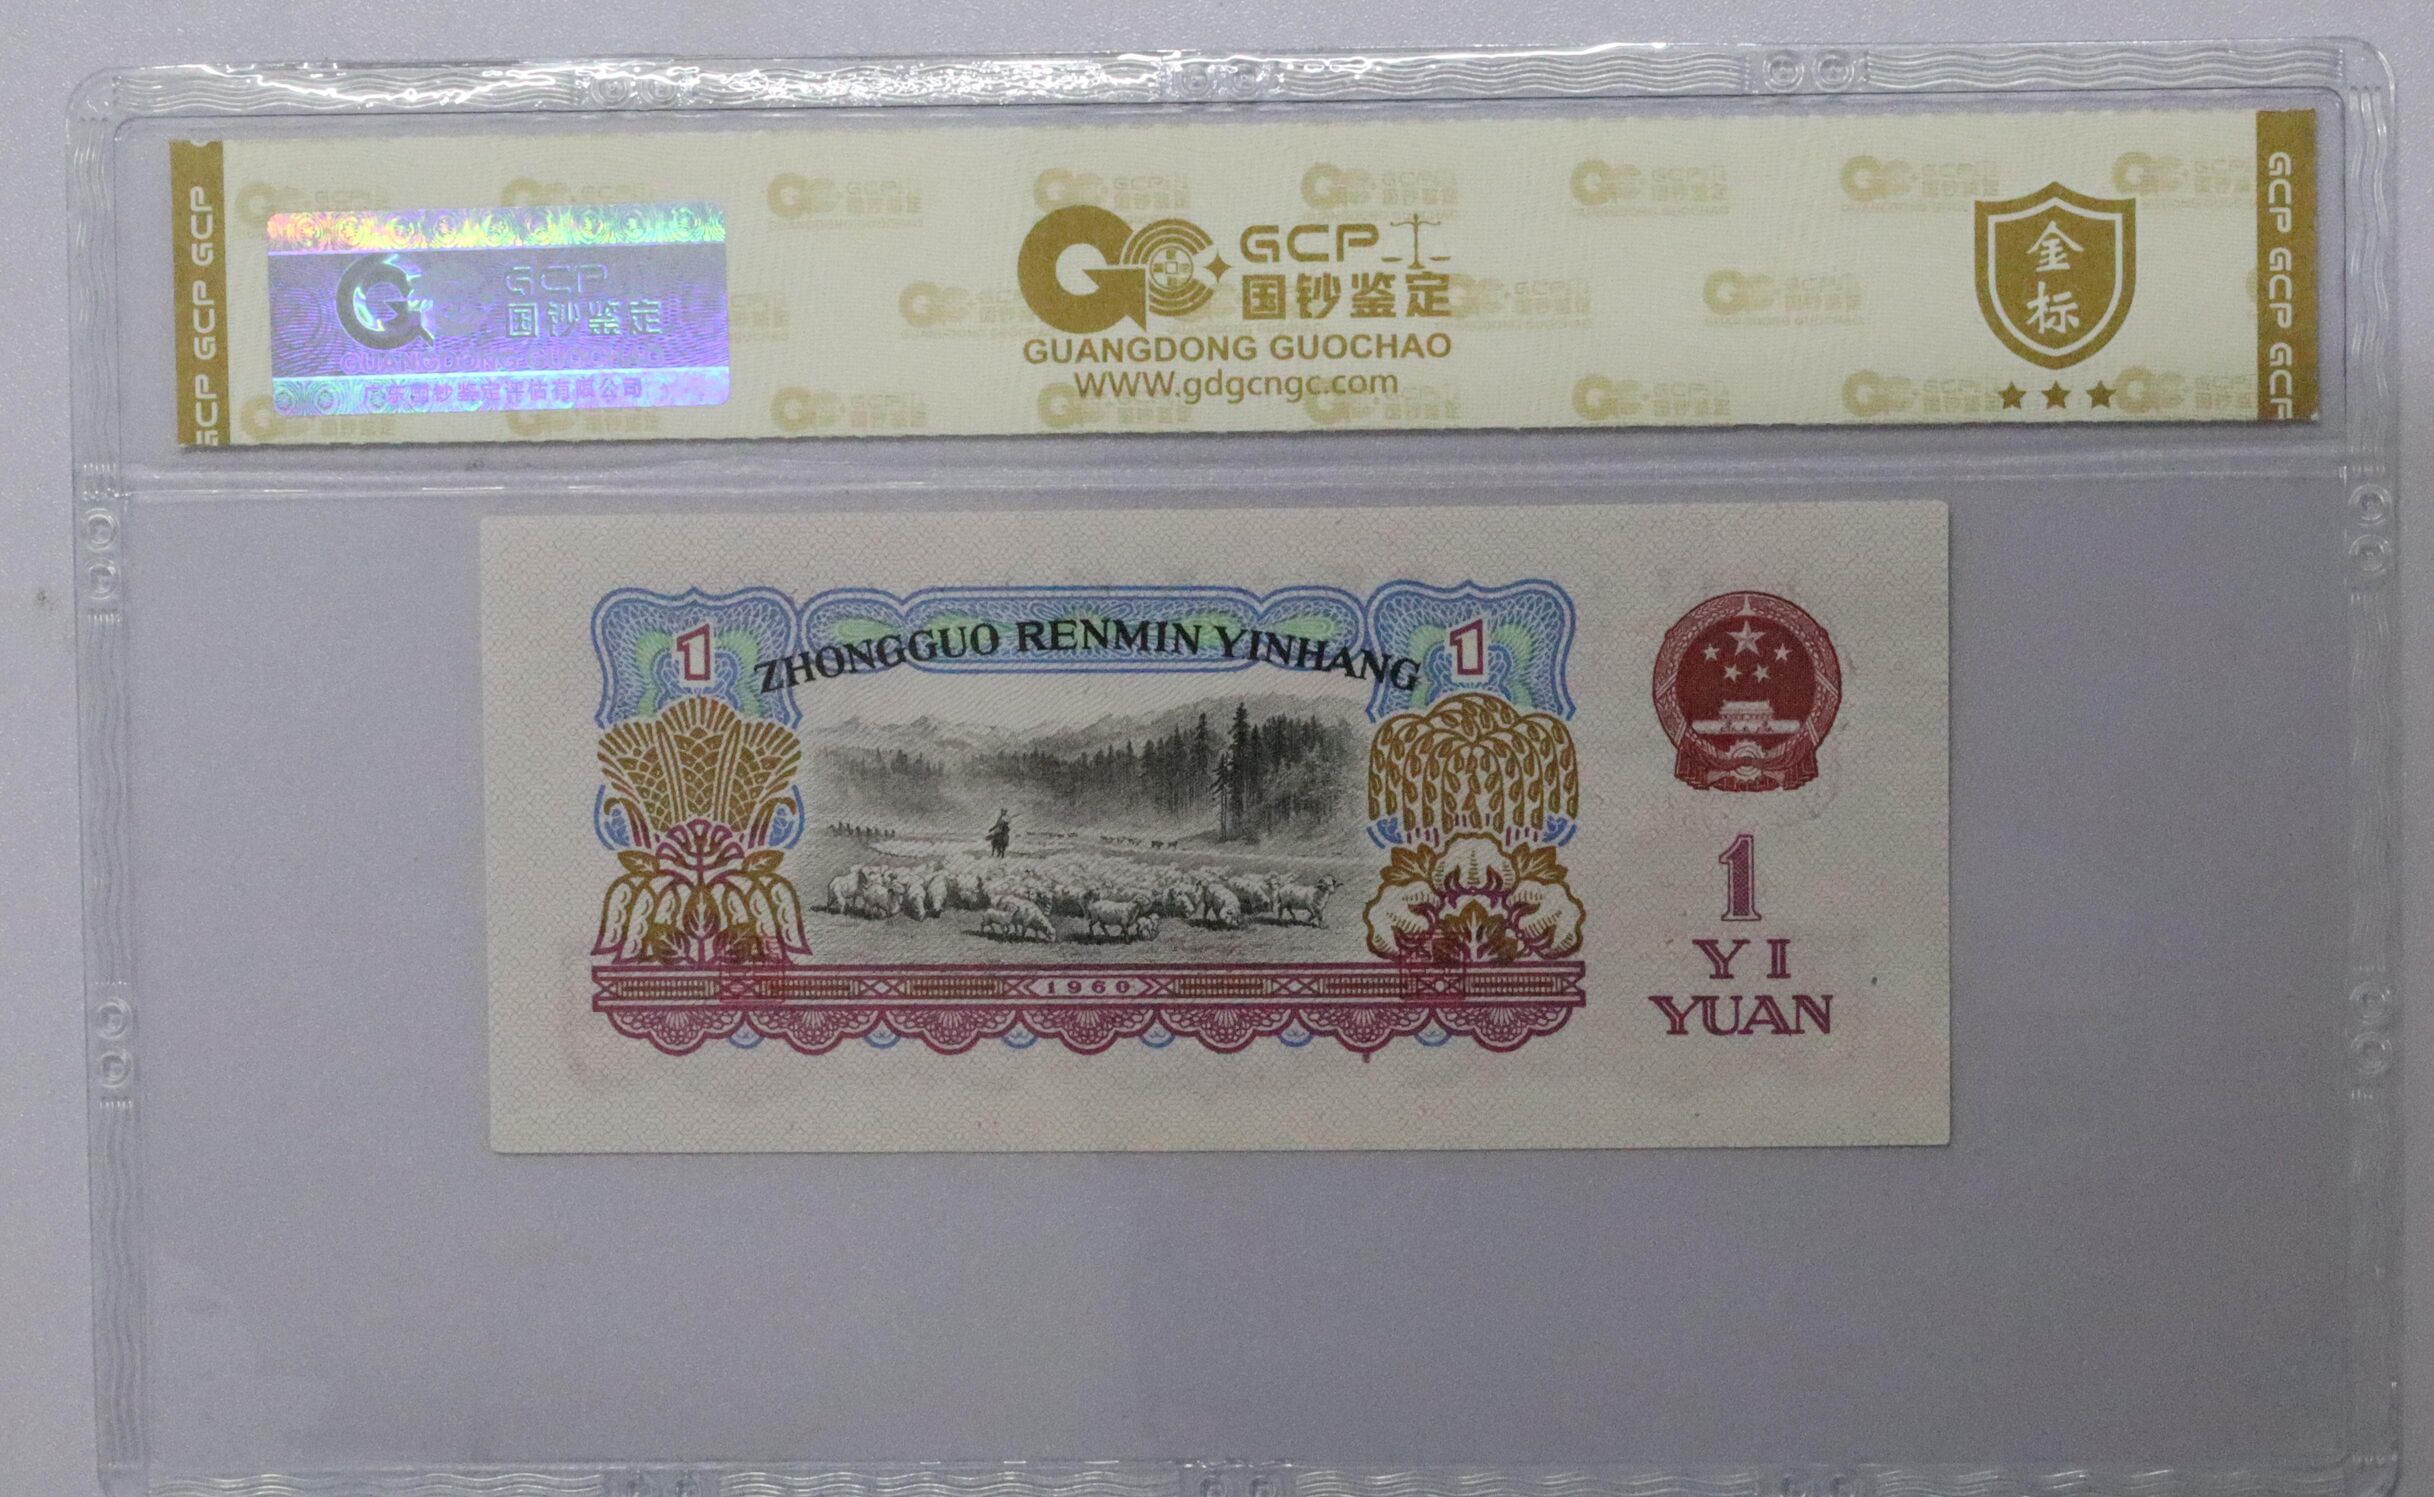 GCP
国钞鉴定
GUANGDONG GUOCHAO
广东国钞鉴定评估有限公司
GCP
国钞鉴定
GUANGDONG GUOCHAO
WWW.gdgcngc.com
金标
GCP GCP GCP
GCP GCP GCP
1
ZHONGGUO RENMIN YINHANG
1
1960
1
YI
YUAN